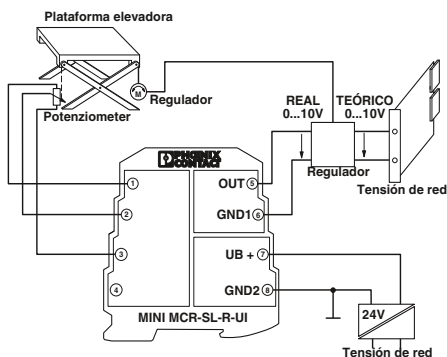 Plataforma elevadora
M
Regulador
Potenziometer
REAL
0...10V
TEÓRICO
0...10V
Regulador
Tensión de red
PHOENIX
CONTACT
1
OUT 5
2
GND1 6
3
UB + 7
4
GND2 8
MINI MCR-SL-R-UI
24V
Tensión de red